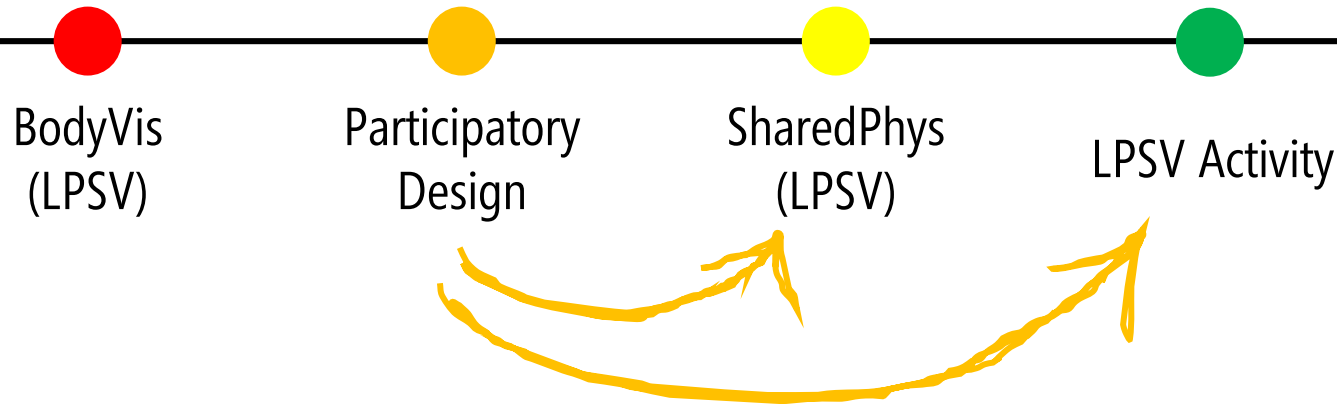 BodyVis
(LPSV)
Participatory
Design
SharedPhys
(LPSV)
LPSV Activity